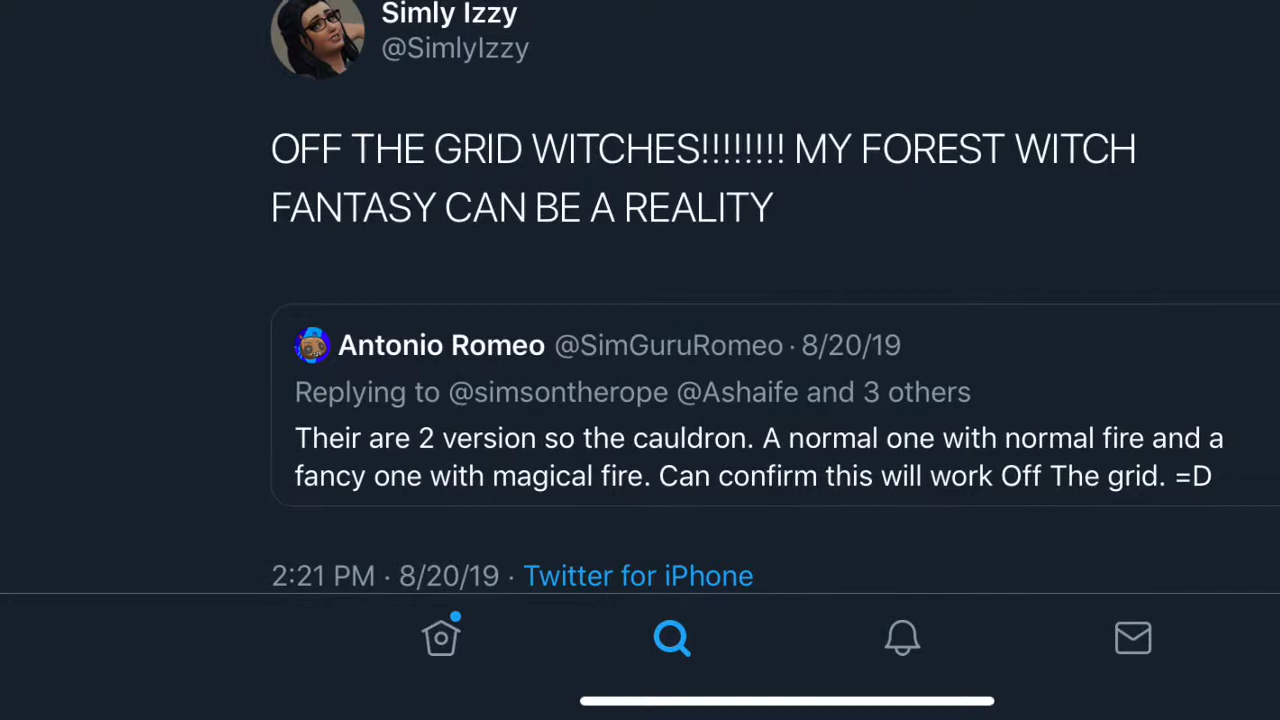 Simly Izzy
@SimlyIzzy
OFF THE GRID WITCHES!!!!!!!! MY FOREST WITCH
FANTASY CAN BE A REALITY
Antonio Romeo @SimGuruRomeo · 8/20/19
Replying to @simsontherope @Ashaife and 3 others
Their are 2 version so the cauldron. A normal one with normal fire and a
fancy one with magical fire. Can confirm this will work Off The grid. =D
2:21 PM · 8/20/19 · Twitter for iPhone